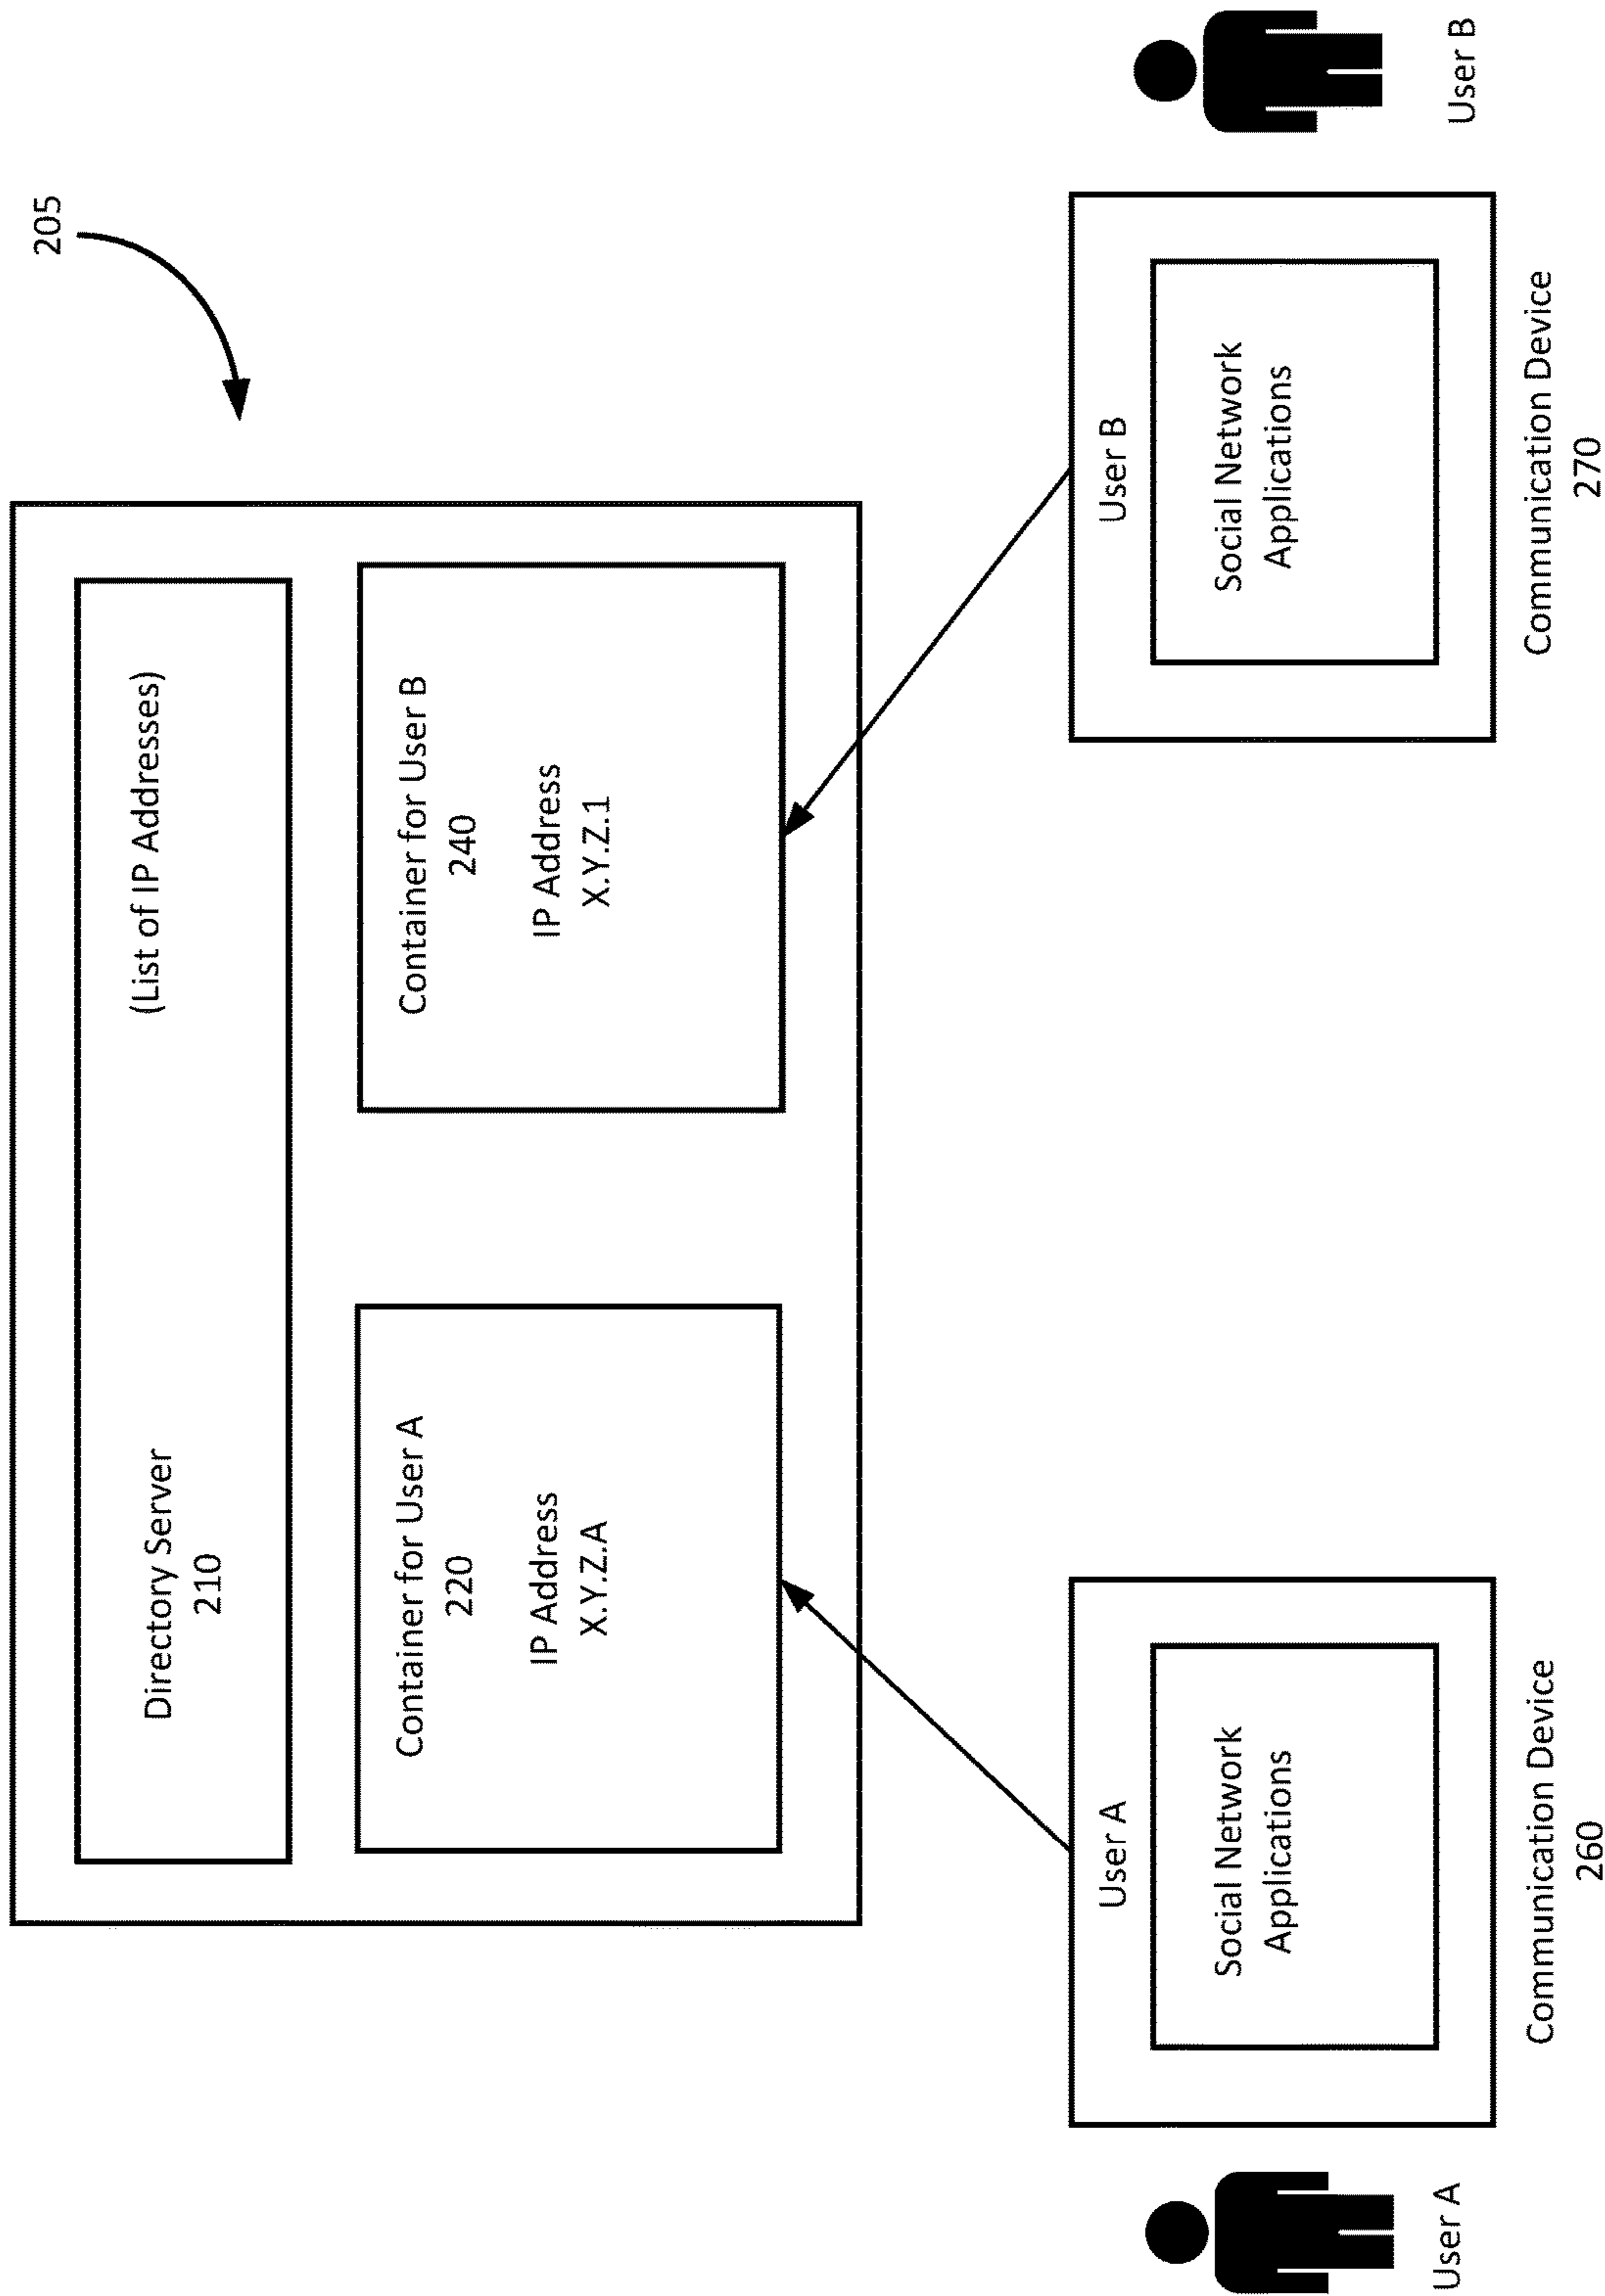 205
Directory Server
210
(List of IP Addresses)
Container for User A
220
IP Address
X.Y.Z.A
Container for User B
240
IP Address
X.Y.Z.1
User A
User A
Social Network
Applications
Communication Device
260
User B
Social Network
Applications
Communication Device
270
User B